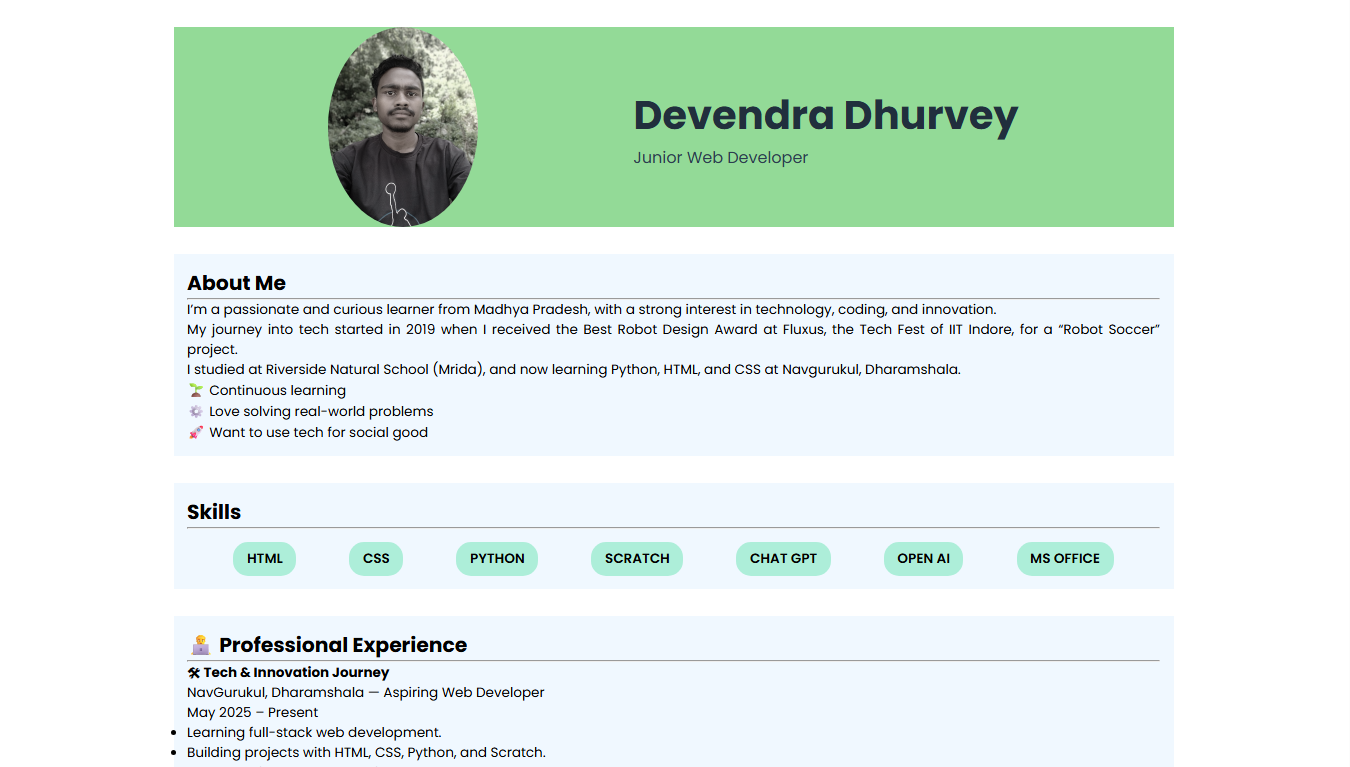 Devendra Dhurvey
Junior Web Developer
About Me
I’m a passionate and curious learner from Madhya Pradesh, with a strong interest in technology, coding, and innovation.
My journey into tech started in 2019 when I received the Best Robot Design Award at Fluxus, the Tech Fest of IIT Indore, for a “Robot Soccer”
project.
I studied at Riverside Natural School (Mrida), and now learning Python, HTML, and CSS at Navgurukul, Dharamshala.
🌱 Continuous learning
⚙️ Love solving real-world problems
🚀 Want to use tech for social good
Skills
HTML CSS PYTHON SCRATCH CHAT GPT OPEN AI MS OFFICE
🧑‍💻 Professional Experience
🛠 Tech & Innovation Journey
NavGurukul, Dharamshala — Aspiring Web Developer
May 2025 – Present
• Learning full-stack web development.
• Building projects with HTML, CSS, Python, and Scratch.